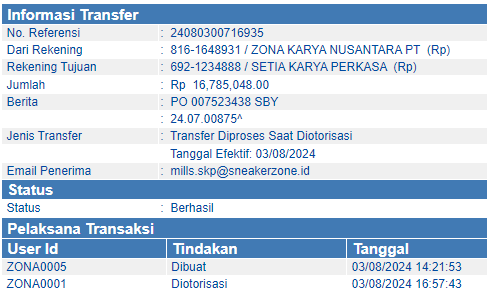 Informasi Transfer
No. Referensi : 24080300716935
Dari Rekening : 816-1648931 / ZONA KARYA NUSANTARA PT (Rp)
Rekening Tujuan : 692-1234888 / SETIA KARYA PERKASA (Rp)
Jumlah : Rp 16,785,048.00
Berita : PO 007523438 SBY
: 24.07.00875^
Jenis Transfer : Transfer Diproses Saat Diotorisasi
Tanggal Efektif: 03/08/2024
Email Penerima : mills.skp@sneakerzone.id
Status
Status : Berhasil
Pelaksana Transaksi
User Id Tindakan Tanggal
ZONA0005 Dibuat 03/08/2024 14:21:53
ZONA0001 Diotorisasi 03/08/2024 16:57:43